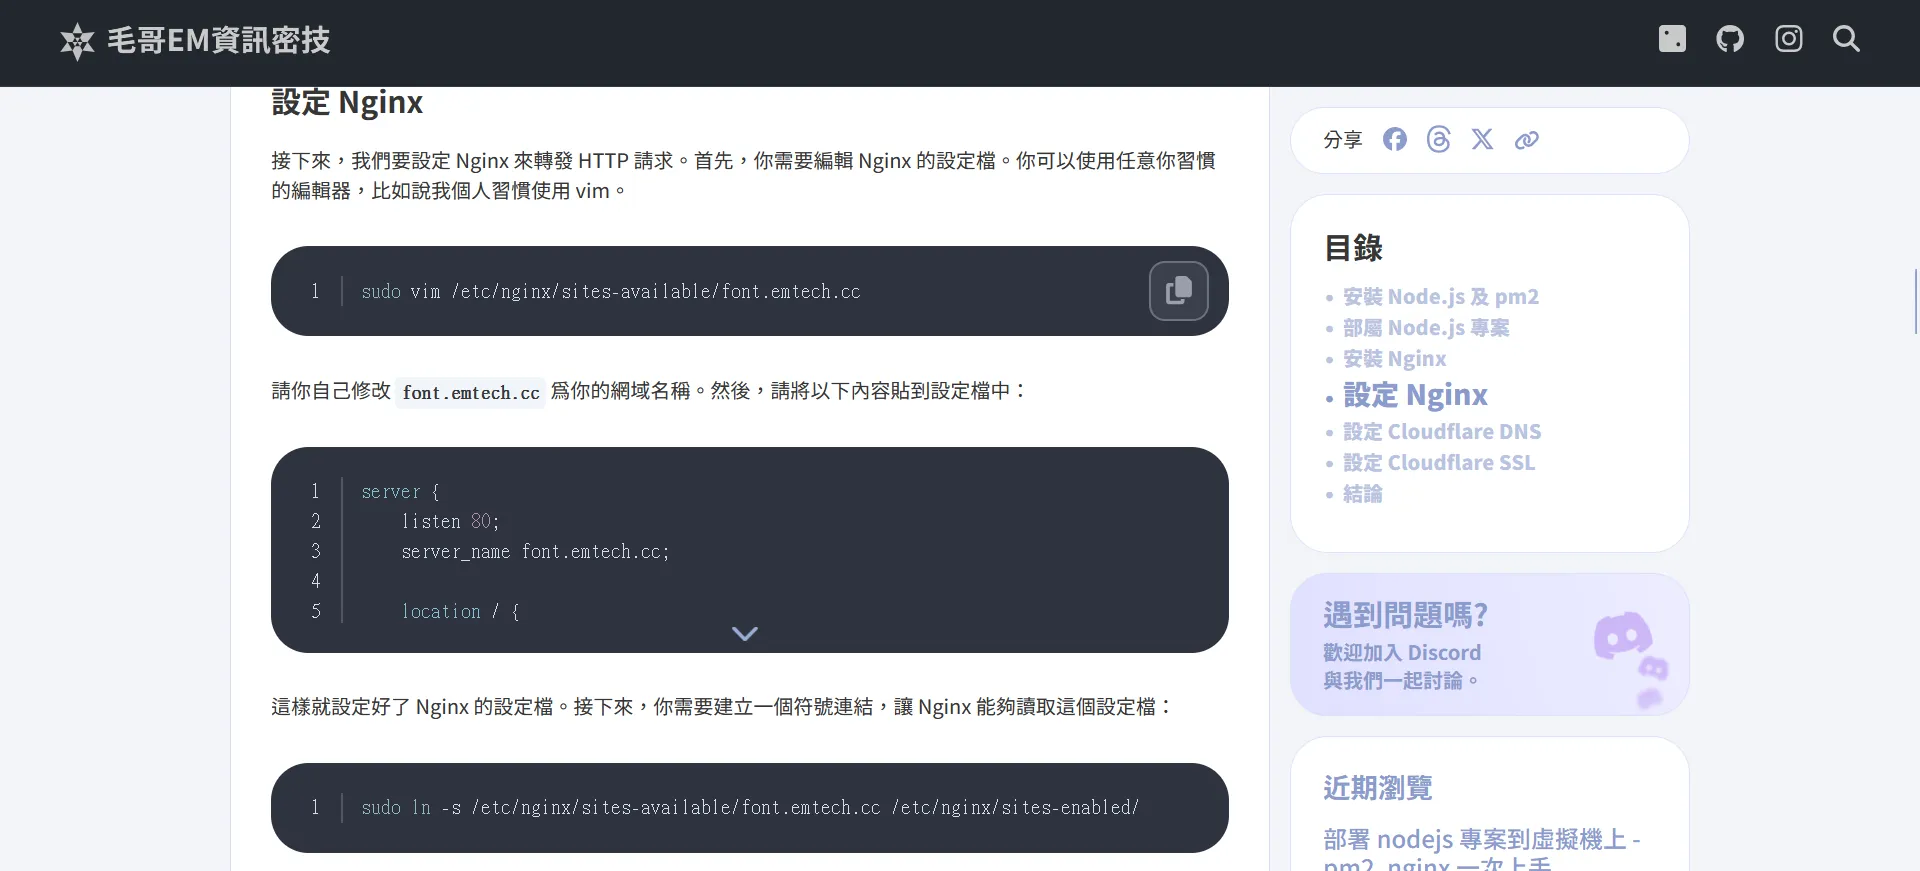 毛哥EM資訊密技
設定 Nginx
接下來，我們要設定 Nginx 來轉發 HTTP 請求。首先，你需要編輯 Nginx 的設定檔。你可以使用任意你習慣
的編輯器，比如說我個人習慣使用 vim。
1 sudo vim /etc/nginx/sites-available/font.emtech.cc
請你自己修改 font.emtech.cc 為你的網域名稱。然後，請將以下內容貼到設定檔中：
1 server {
2 listen 80;
3 server_name font.emtech.cc;
4
5 location / {
這樣就設定好了 Nginx 的設定檔。接下來，你需要建立一個符號連結，讓 Nginx 能夠讀取這個設定檔：
1 sudo ln -s /etc/nginx/sites-available/font.emtech.cc /etc/nginx/sites-enabled/
分享
目錄
• 安裝 Node.js 及 pm2
• 部屬 Node.js 專案
• 安裝 Nginx
• 設定 Nginx
• 設定 Cloudflare DNS
• 設定 Cloudflare SSL
• 結論
遇到問題嗎?
歡迎加入 Discord
與我們一起討論。
近期瀏覽
部署 nodejs 專案到虛擬機上 -
pm2, nginx 一次上手